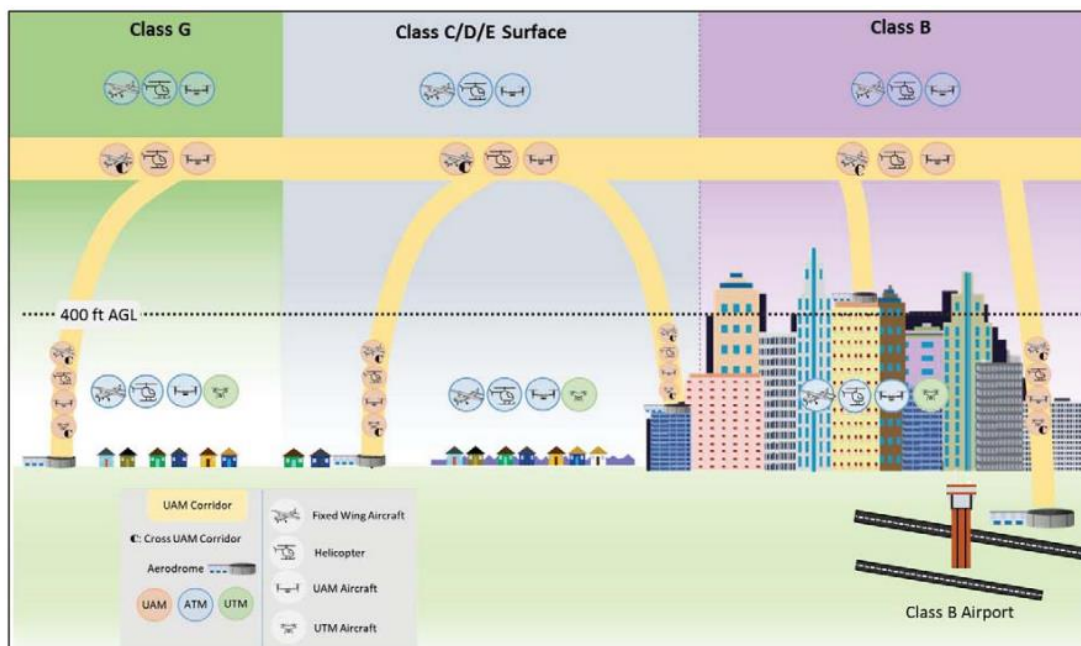 Class G
Class C/D/E Surface
Class B
C
C
C
400 ft AGL
C
C
C
C
C
C
C
UAM Corridor
C: Cross UAM Corridor
Aerodrome
UAM
ATM
UTM
Fixed Wing Aircraft
Helicopter
UAM Aircraft
UTM Aircraft
Class B Airport